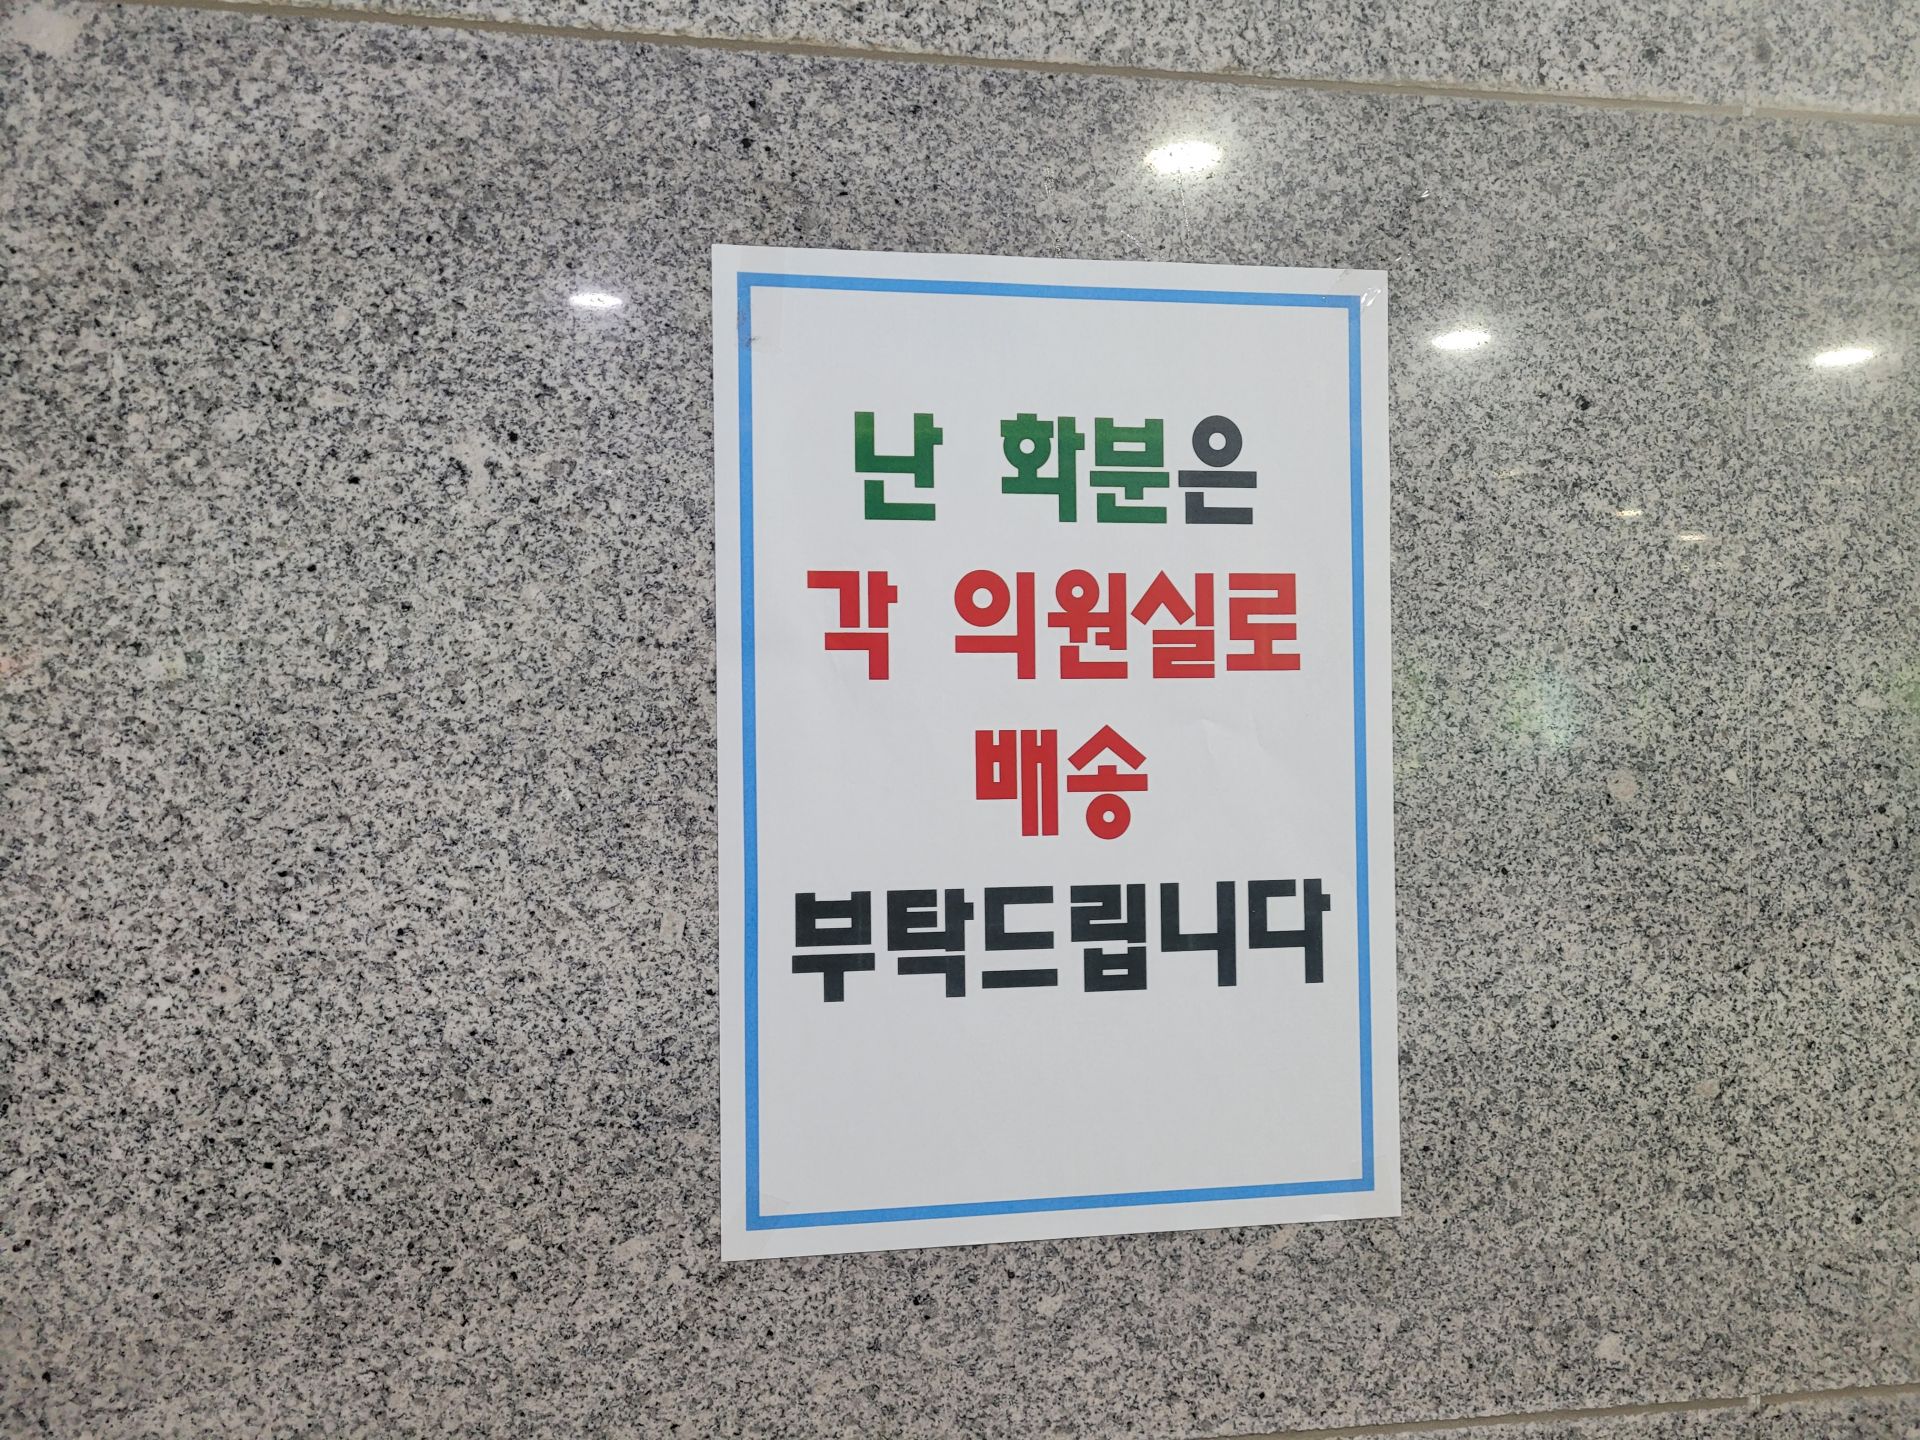 난 화분은
각 의원실로
배송
부탁드립니다